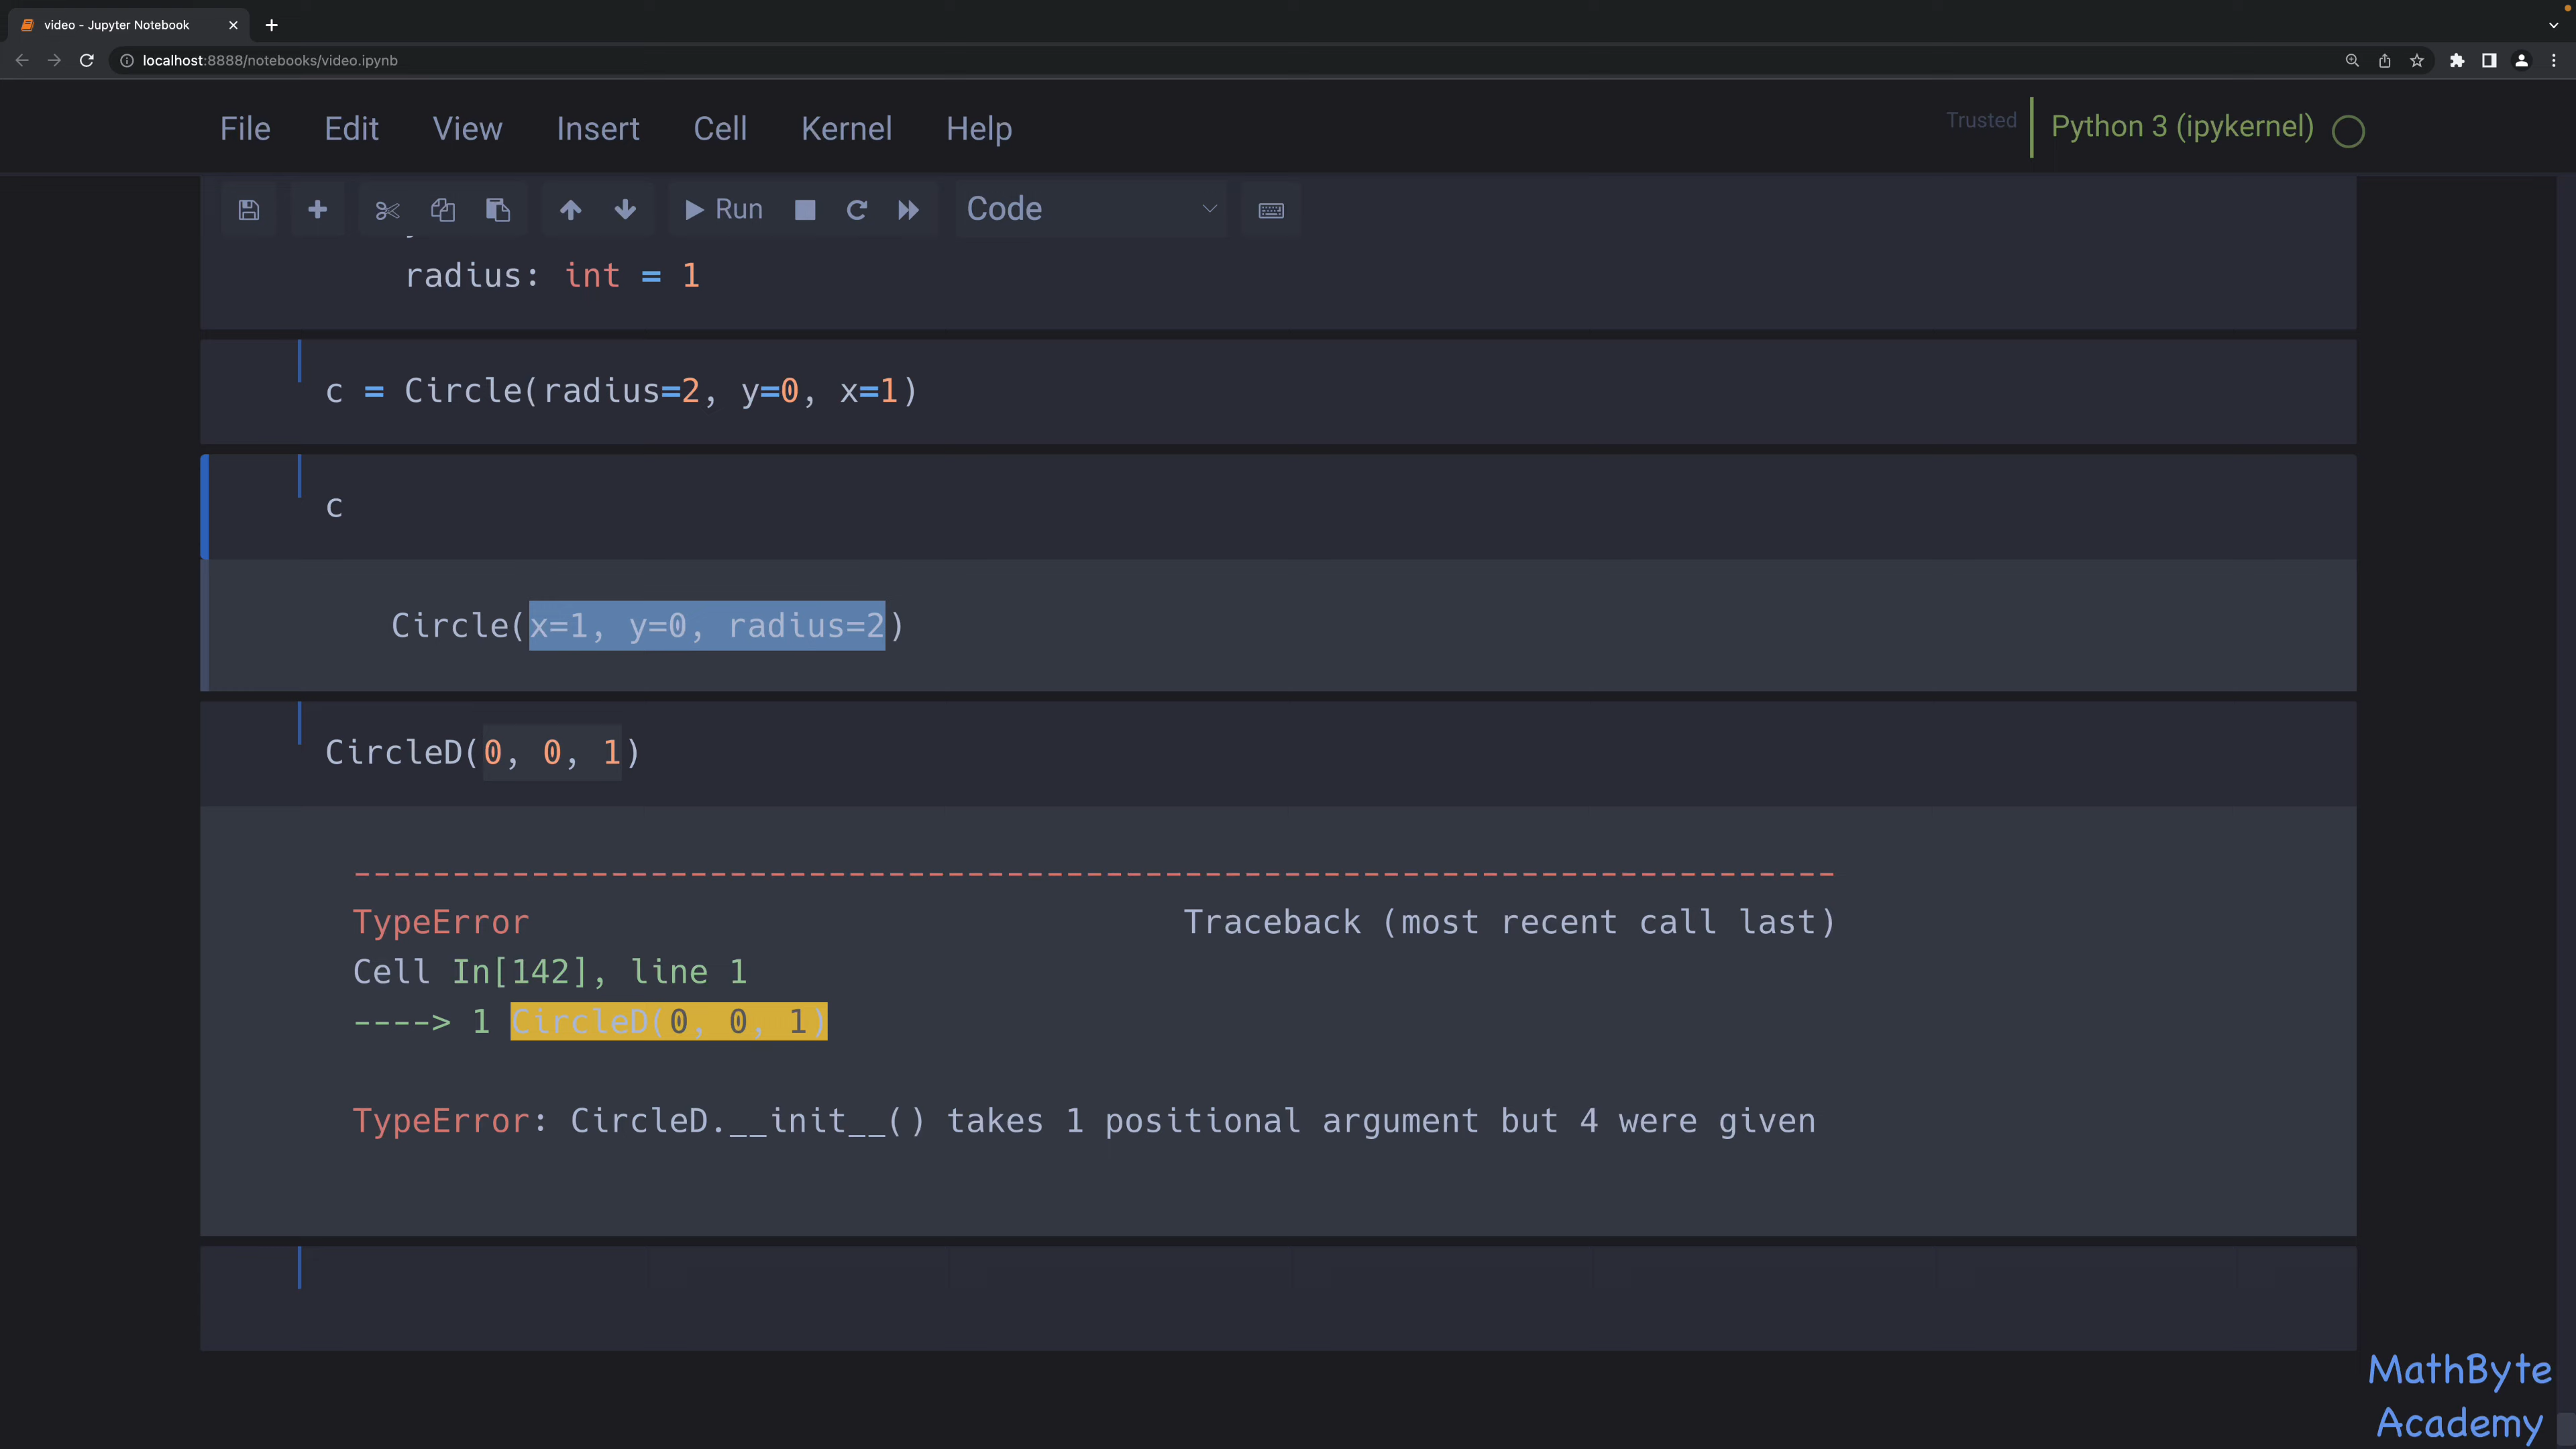 video - Jupyter Notebook
localhost:8888/notebooks/video.ipynb
File Edit View Insert Cell Kernel Help
Trusted
Python 3 (ipykernel)
Run
Code
radius: int = 1
c = Circle(radius=2, y=0, x=1)
c
Circle(x=1, y=0, radius=2)
CircleD(0, 0, 1)
---------------------------------------------------------------------------
TypeError Traceback (most recent call last)
Cell In[142], line 1
----> 1 CircleD(0, 0, 1)
TypeError: CircleD.__init__() takes 1 positional argument but 4 were given
MathByte
Academy